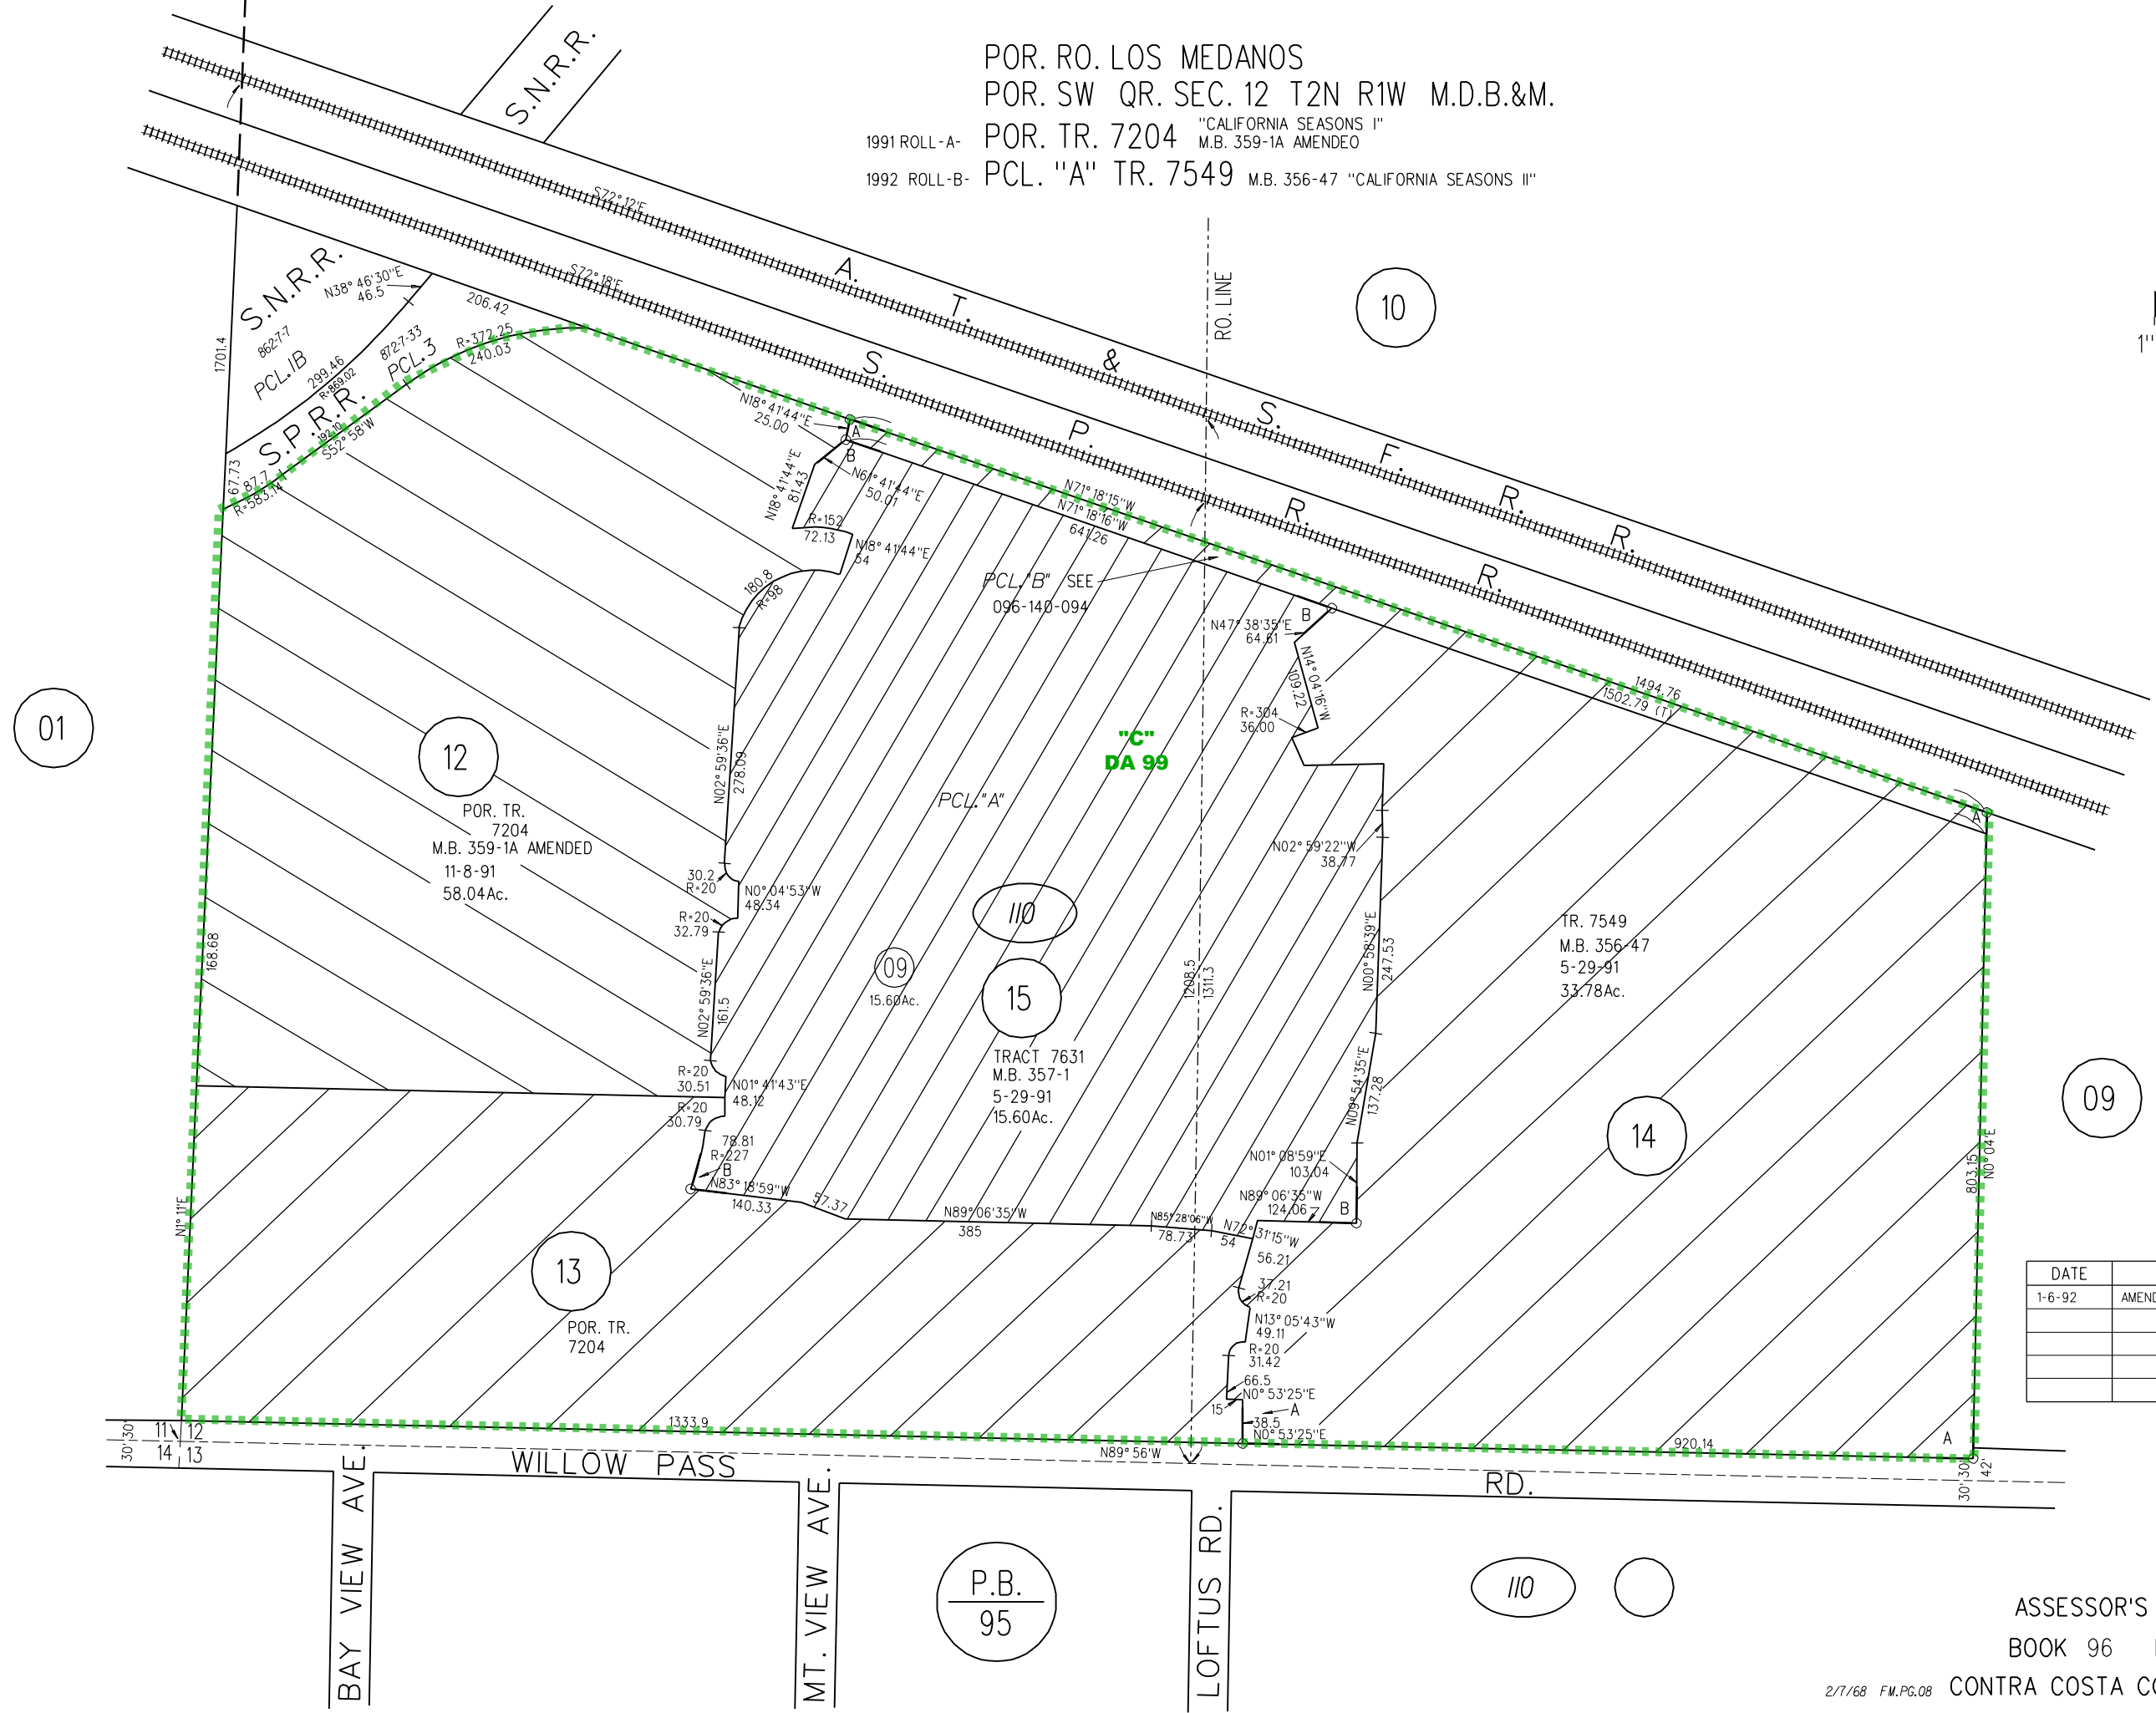 POR. RO. LOS MEDANOS
POR. SW QR. SEC. 12 T2N R1W M.D.B.&M.
1991 ROLL-A- POR. TR. 7204 "CALIFORNIA SEASONS I"
M.B. 359-1A AMENDEO
1992 ROLL-B- PCL. "A" TR. 7549 M.B. 356-47 "CALIFORNIA SEASONS II"
S.N.R.R.
S72°12'E
S72°18'E
A. T. & S. F. R. R.
S. P. R. R.
RO. LINE
10
1"
S.N.R.R.
N38°46'30"E
46.5
862-7-7
PCL.1B
299.46
R=869.02
872-7-33
PCL.3
206.42
R=372.25
240.03
S.P.R.R.
192.10
S52°58'W
1701.4
67.73
87.7
R=583.14
N18°41'44"E
25.00
A
B
N61°41'44"E
50.01
N18°41'44"E
81.43
R=152
72.13
N18°41'44"E
54
180.8
R=98
N71°18'15"W
N71°18'16"W
641.26
PCL."B" SEE
096-140-094
B
N47°38'35"E
64.61
N14°04'16"W
109.22
R=304
36.00
1494.76
1502.79 (T)
A
01
12
POR. TR.
7204
M.B. 359-1A AMENDED
11-8-91
58.04Ac.
N02°59'36"E
278.09
"C"
DA 99
PCL."A"
30.2
R=20
N0°04'53"W
48.34
R=20
32.79
110
09
15.60Ac.
15
N02°59'22"W
38.77
TR. 7549
M.B. 356-47
5-29-91
33.78Ac.
168.68
N02°59'36"E
161.5
1208.5
1311.3
N00°58'39"E
247.53
TRACT 7631
M.B. 357-1
5-29-91
15.60Ac.
R=20
30.51
N01°41'43"E
48.12
R=20
30.79
78.81
R=227
B
N83°18'59"W
140.33
57.37
N89°06'35"W
385
N85°28'06"W
78.73
N72°31'15"W
54
N09°54'35"E
137.28
N01°08'59"E
103.04
N89°06'35"W
124.06
B
14
09
803.15
N0°04'E
N1°11'E
13
POR. TR.
7204
56.21
37.21
R=20
N13°05'43"W
49.11
R=20
31.42
66.5
N0°53'25"E
15
A
38.5
N0°53'25"E
DATE
1-6-92 AMEND
1333.9
N89°56'W
920.14
A
30' 30'
11 12
14 13
30' 30'
42'
WILLOW PASS RD.
BAY VIEW AVE.
MT. VIEW AVE.
LOFTUS RD.
P.B.
95
110
ASSESSOR'S
BOOK 96
2/7/68 FM.PG.08 CONTRA COSTA